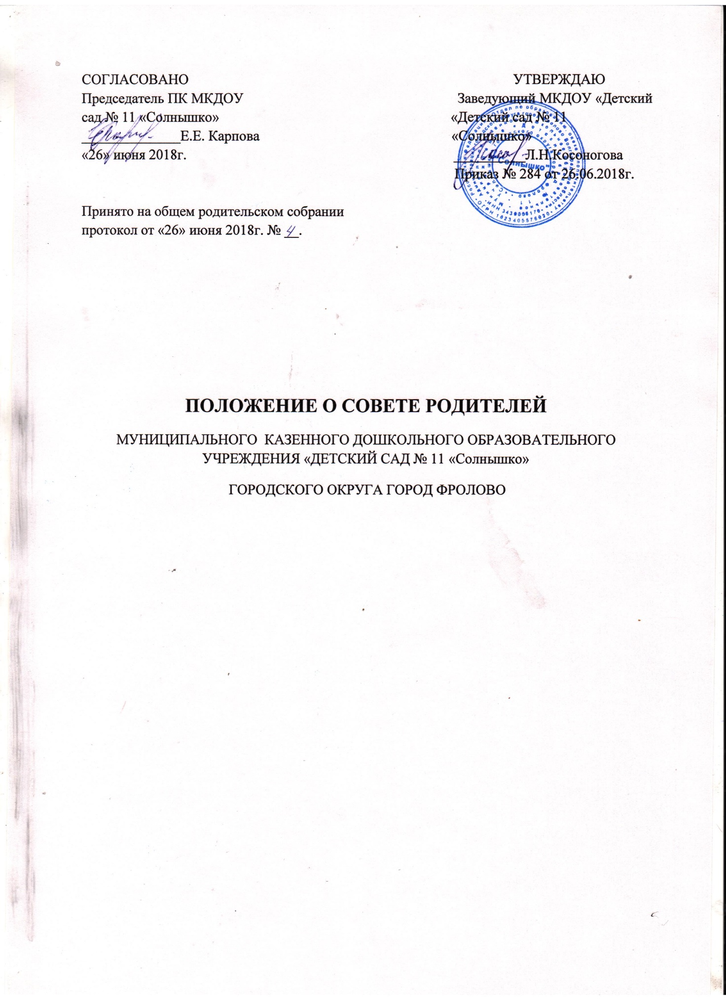 СОГЛАСОВАНО
Председатель ПК МКДОУ
сад № 11 «Солнышко»
______________Е.Е. Карпова
«26» июня 2018г.
УТВЕРЖДАЮ
Заведующий МКДОУ «Детский
«Детский сад № 11
«Солнышко»
__________Л.Н.Косоногова
Приказ № 284 от 26.06.2018г.
"Солнышко"
Принято на общем родительском собрании
протокол от «26» июня 2018г. № 4.
ПОЛОЖЕНИЕ О СОВЕТЕ РОДИТЕЛЕЙ
МУНИЦИПАЛЬНОГО КАЗЕННОГО ДОШКОЛЬНОГО ОБРАЗОВАТЕЛЬНОГО
УЧРЕЖДЕНИЯ «ДЕТСКИЙ САД № 11 «Солнышко»
ГОРОДСКОГО ОКРУГА ГОРОД ФРОЛОВО